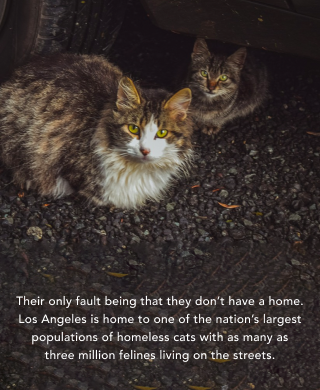 Their only fault being that they don't have a home.
Los Angeles is home to one of the nation's largest
populations of homeless cats with as many as
three million felines living on the streets.